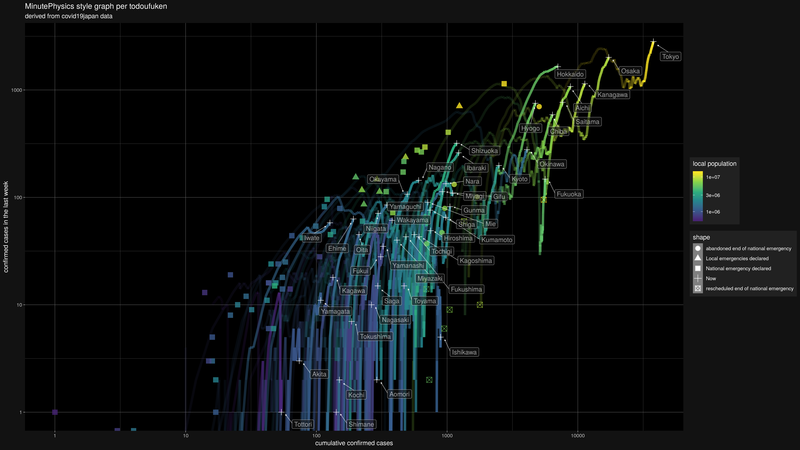 MinutePhysics style graph per todoufuken
derived from covid19japan data
confirmed cases in the last week
1000
100
10
1
Tokyo
Hokkaido
Osaka
Kanagawa
Aichi
Saitama
Hyogo
Chiba
Shizuoka
Ibaraki
Okinawa
Nagano
Okayama
Nara
Kyoto
Fukuoka
Miyagi
Gifu
Yamaguchi
Gunma
Wakayama
Shiga
Mie
Niigata
Iwate
Hiroshima
Kumamoto
Ehime
Oita
Tochigi
Kagoshima
Yamanashi
Fukui
Miyazaki
Kagawa
Fukushima
Saga
Toyama
Yamagata
Nagasaki
Tokushima
Ishikawa
Akita
Kochi
Aomori
Tottori
Shimane
1
10
100
1000
10000
cumulative confirmed cases
local population
1e+07
3e+06
1e+06
shape
abandoned end of national emergency
Local emergencies declared
National emergency declared
Now
rescheduled end of national emergency